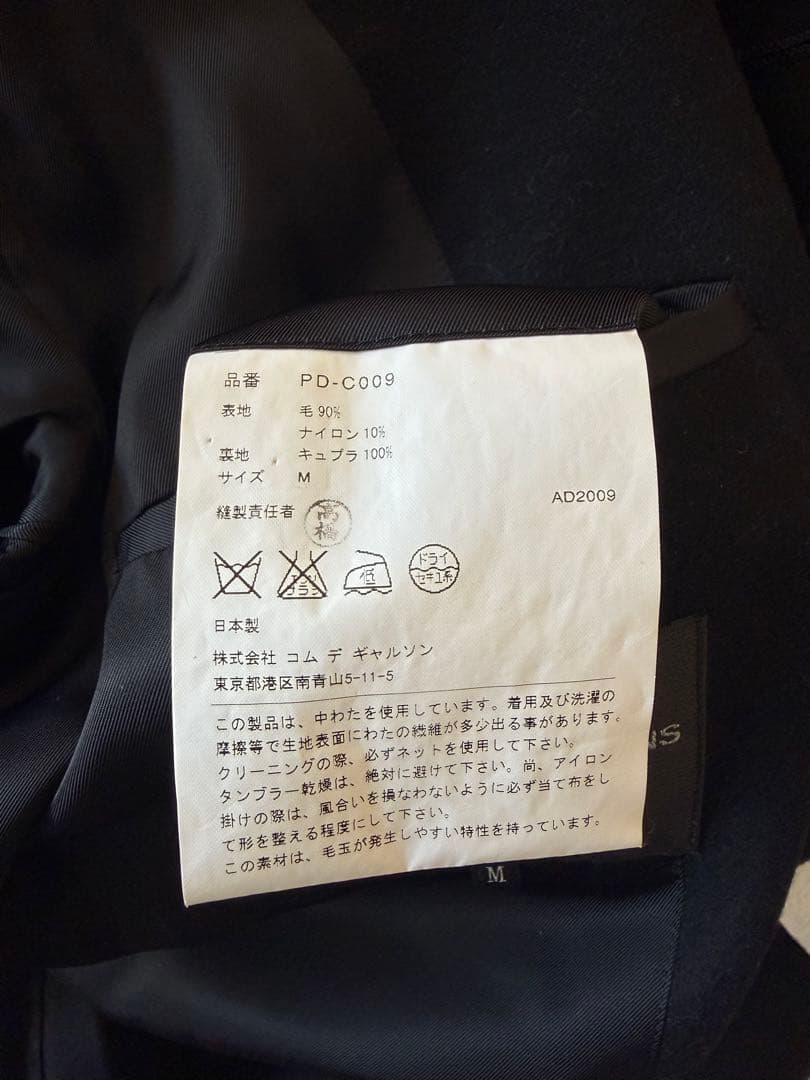 品番 PD-C009
表地 毛 90%
ナイロン 10%
裏地 キュプラ 100%
サイズ M
AD2009
縫製責任者 高橋
エンソ
ブラシ
低
ドライ
セキユ系
日本製
株式会社 コム デ ギャルソン
東京都港区南青山5-11-5
この製品は、中わたを使用しています。着用及び洗濯の
摩擦等で生地表面にわたの繊維が多少出る事があります。
クリーニングの際、必ずネットを使用して下さい。
タンブラー乾燥は、絶対に避けて下さい。尚、アイロン
掛けの際は、風合いを損なわないように必ず当て布をし
て形を整える程度にして下さい。
この素材は、毛玉が発生しやすい特性を持っています。
M